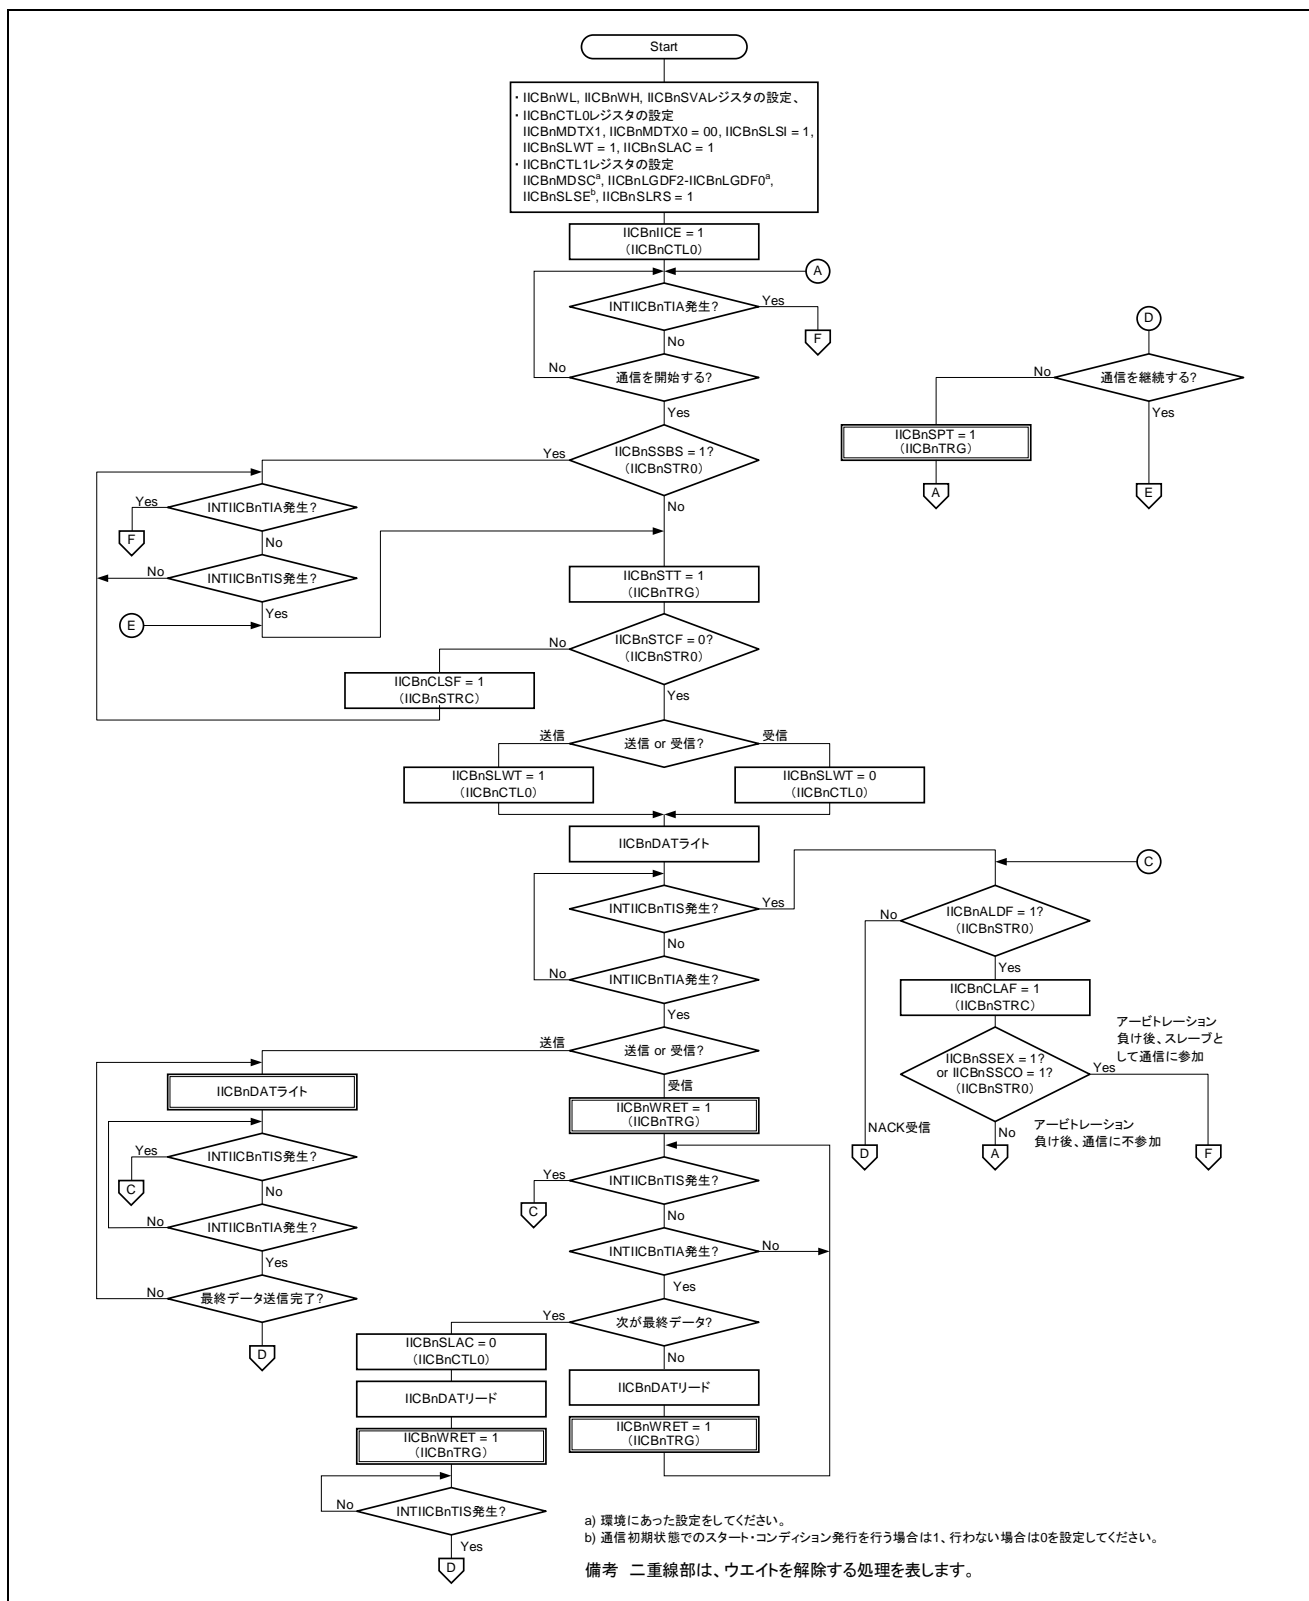 Start
・IICBnWL, IICBnWH, IICBnSVAレジスタの設定、
・IICBnCTL0レジスタの設定
IICBnMDTX1, IICBnMDTX0 = 00, IICBnSLSI = 1,
IICBnSLWT = 1, IICBnSLAC = 1
・IICBnCTL1レジスタの設定
IICBnMDSCa, IICBnLGDF2-IICBnLGDF0a,
IICBnSLSEb, IICBnSLRS = 1
IICBnIICE = 1
（IICBnCTL0）
A
INTIICBnTIA発生?
Yes
F
No
通信を開始する?
No
Yes
D
通信を継続する?
No
Yes
IICBnSPT = 1
（IICBnTRG）
A
E
IICBnSSBS = 1?
（IICBnSTR0）
Yes
No
INTIICBnTIA発生?
Yes
F
No
INTIICBnTIS発生?
No
Yes
E
IICBnSTT = 1
（IICBnTRG）
IICBnSTCF = 0?
（IICBnSTR0）
No
Yes
IICBnCLSF = 1
（IICBnSTRC）
送信 or 受信?
送信
受信
IICBnSLWT = 1
（IICBnCTL0）
IICBnSLWT = 0
（IICBnCTL0）
IICBnDATライト
INTIICBnTIS発生?
Yes
No
INTIICBnTIA発生?
No
Yes
C
IICBnALDF = 1?
（IICBnSTR0）
No
Yes
IICBnCLAF = 1
（IICBnSTRC）
IICBnSSEX = 1?
or IICBnSSCO = 1?
（IICBnSTR0）
アービトレーション
負け後、スレーブと
して通信に参加
Yes
No
NACK受信
アービトレーション
負け後、通信に不参加
D
A
F
送信 or 受信?
送信
受信
IICBnDATライト
INTIICBnTIS発生?
Yes
C
No
INTIICBnTIA発生?
No
Yes
最終データ送信完了?
No
D
IICBnWRET = 1
（IICBnTRG）
INTIICBnTIS発生?
Yes
C
No
INTIICBnTIA発生?
No
Yes
次が最終データ?
Yes
No
IICBnSLAC = 0
（IICBnCTL0）
IICBnDATリード
IICBnWRET = 1
（IICBnTRG）
IICBnDATリード
IICBnWRET = 1
（IICBnTRG）
INTIICBnTIS発生?
No
Yes
D
a) 環境にあった設定をしてください。
b) 通信初期状態でのスタート・コンディション発行を行う場合は1、行わない場合は0を設定してください。
備考 二重線部は、ウエイトを解除する処理を表します。